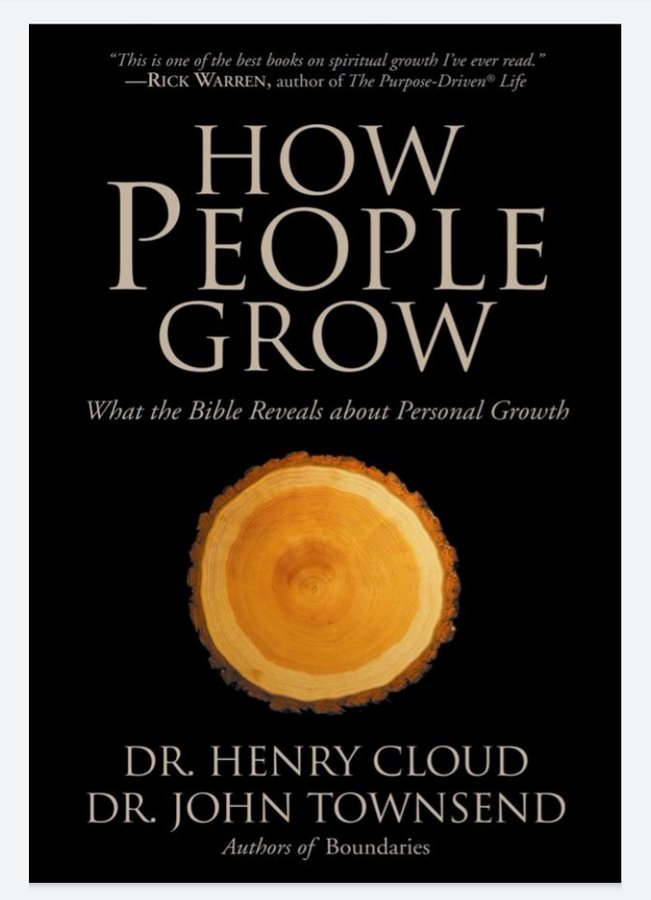 “This is one of the best books on spiritual growth I’ve ever read.”
—RICK WARREN, author of The Purpose-Driven® Life
HOW
PEOPLE
GROW
What the Bible Reveals about Personal Growth
DR. HENRY CLOUD
DR. JOHN TOWNSEND
Authors of Boundaries